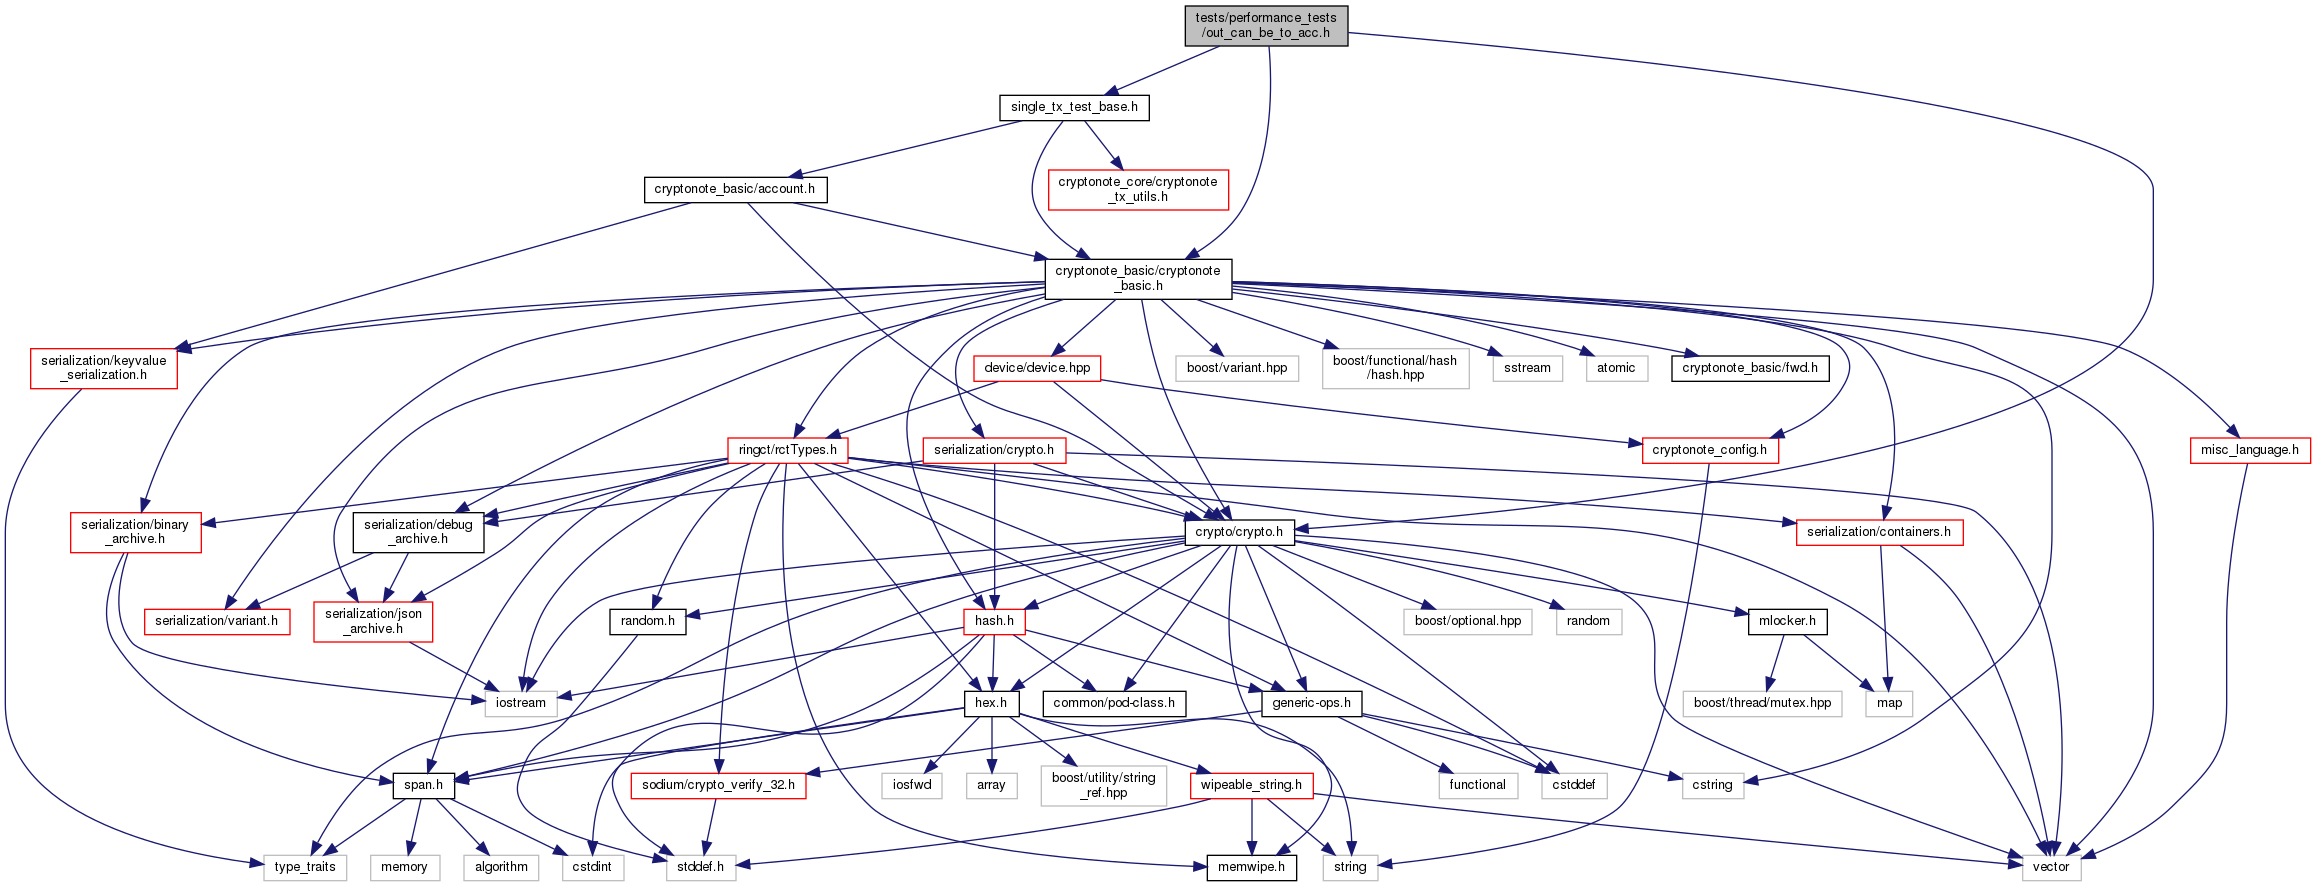 tests/performance_tests
/out_can_be_to_acc.h
single_tx_test_base.h
cryptonote_basic/account.h
cryptonote_core/cryptonote
_tx_utils.h
cryptonote_basic/cryptonote
_basic.h
serialization/keyvalue
_serialization.h
device/device.hpp
boost/variant.hpp
boost/functional/hash
/hash.hpp
sstream
atomic
cryptonote_basic/fwd.h
ringct/rctTypes.h
serialization/crypto.h
cryptonote_config.h
misc_language.h
serialization/binary
_archive.h
serialization/debug
_archive.h
crypto/crypto.h
serialization/containers.h
serialization/variant.h
serialization/json
_archive.h
random.h
hash.h
boost/optional.hpp
random
mlocker.h
iostream
hex.h
common/pod-class.h
generic-ops.h
boost/thread/mutex.hpp
map
span.h
sodium/crypto_verify_32.h
iosfwd
array
boost/utility/string
_ref.hpp
wipeable_string.h
functional
cstddef
cstring
type_traits
memory
algorithm
cstdint
stddef.h
memwipe.h
string
vector